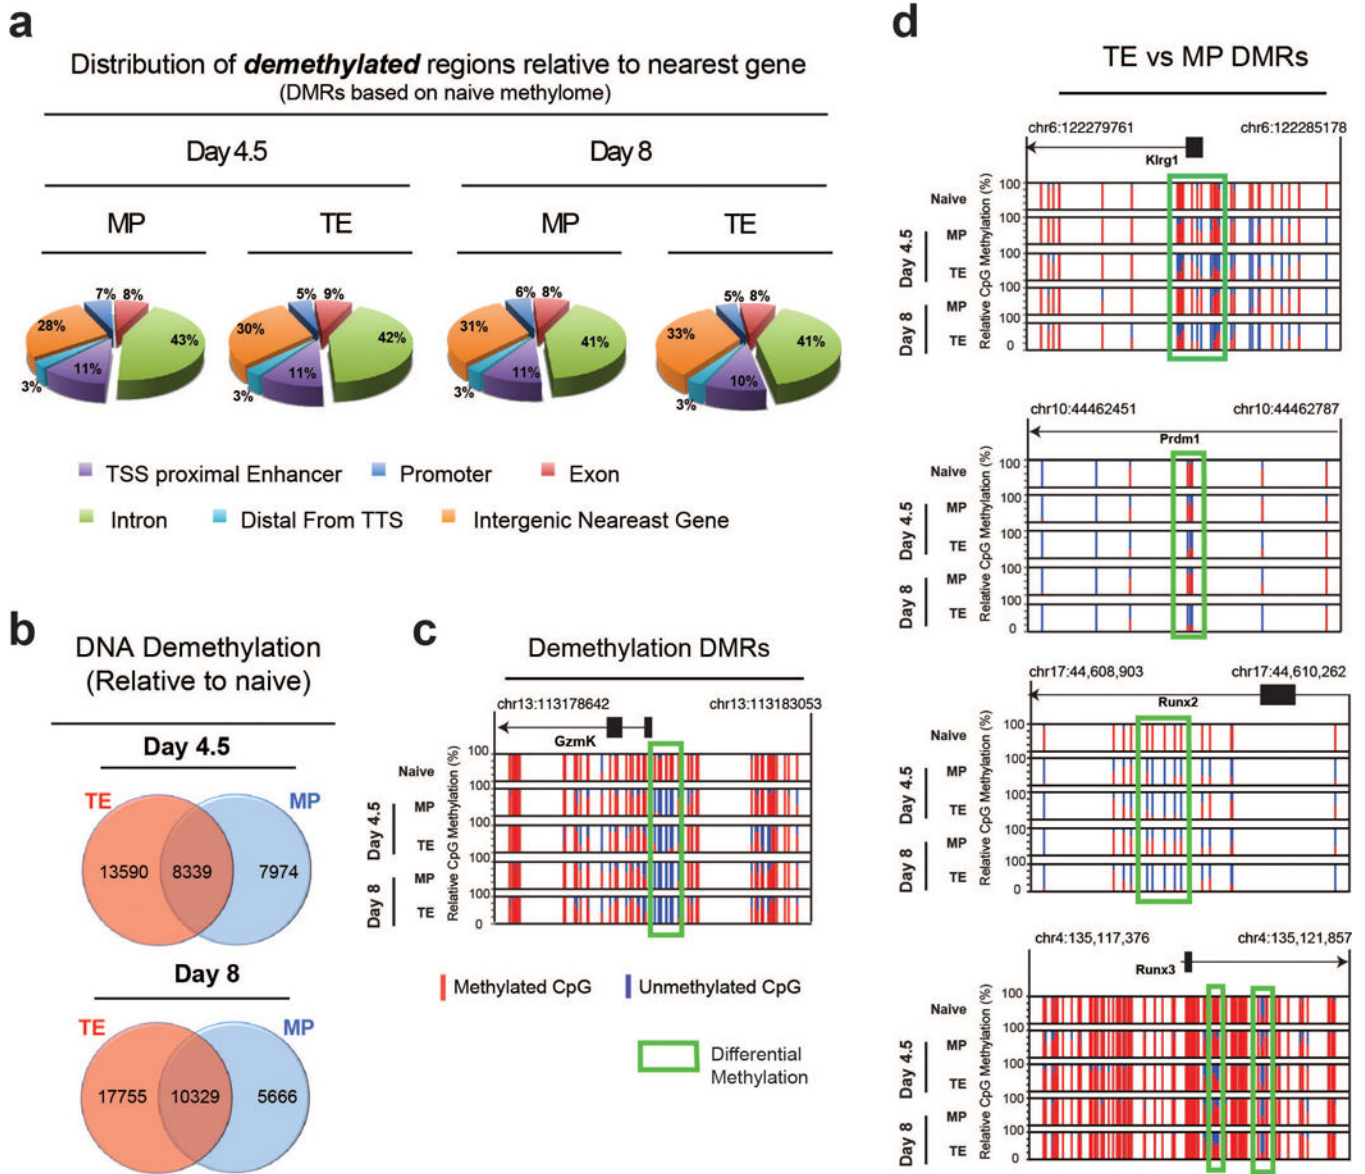 a
Distribution of demethylated regions relative to nearest gene
(DMRs based on naive methylome)
Day 4.5
Day 8
MP
TE
MP
TE
7%
8%
28%
43%
11%
3%
5%
9%
30%
42%
11%
3%
6%
8%
31%
41%
11%
3%
5%
8%
33%
41%
10%
3%
TSS proximal Enhancer
Promoter
Exon
Intron
Distal From TTS
Intergenic Neareast Gene
b
DNA Demethylation
(Relative to naive)
Day 4.5
TE
MP
13590
8339
7974
Day 8
TE
MP
17755
10329
5666
c
Demethylation DMRs
chr13:113178642
chr13:113183053
GzmK
Naive
Day 4.5
MP
TE
Day 8
MP
TE
Relative CpG Methylation (%)
100
100
100
100
100
0
Methylated CpG
Unmethylated CpG
Differential
Methylation
d
TE vs MP DMRs
chr6:122279761
chr6:122285178
Klrg1
Naive
Day 4.5
MP
TE
Day 8
MP
TE
Relative CpG Methylation (%)
100
100
100
100
100
0
chr10:44462451
chr10:44462787
Prdm1
Naive
Day 4.5
MP
TE
Day 8
MP
TE
Relative CpG Methylation (%)
100
100
100
100
100
0
chr17:44,608,903
chr17:44,610,262
Runx2
Naive
Day 4.5
MP
TE
Day 8
MP
TE
Relative CpG Methylation (%)
100
100
100
100
100
0
chr4:135,117,376
chr4:135,121,857
Runx3
Naive
Day 4.5
MP
TE
Day 8
MP
TE
Relative CpG Methylation (%)
100
100
100
100
100
0